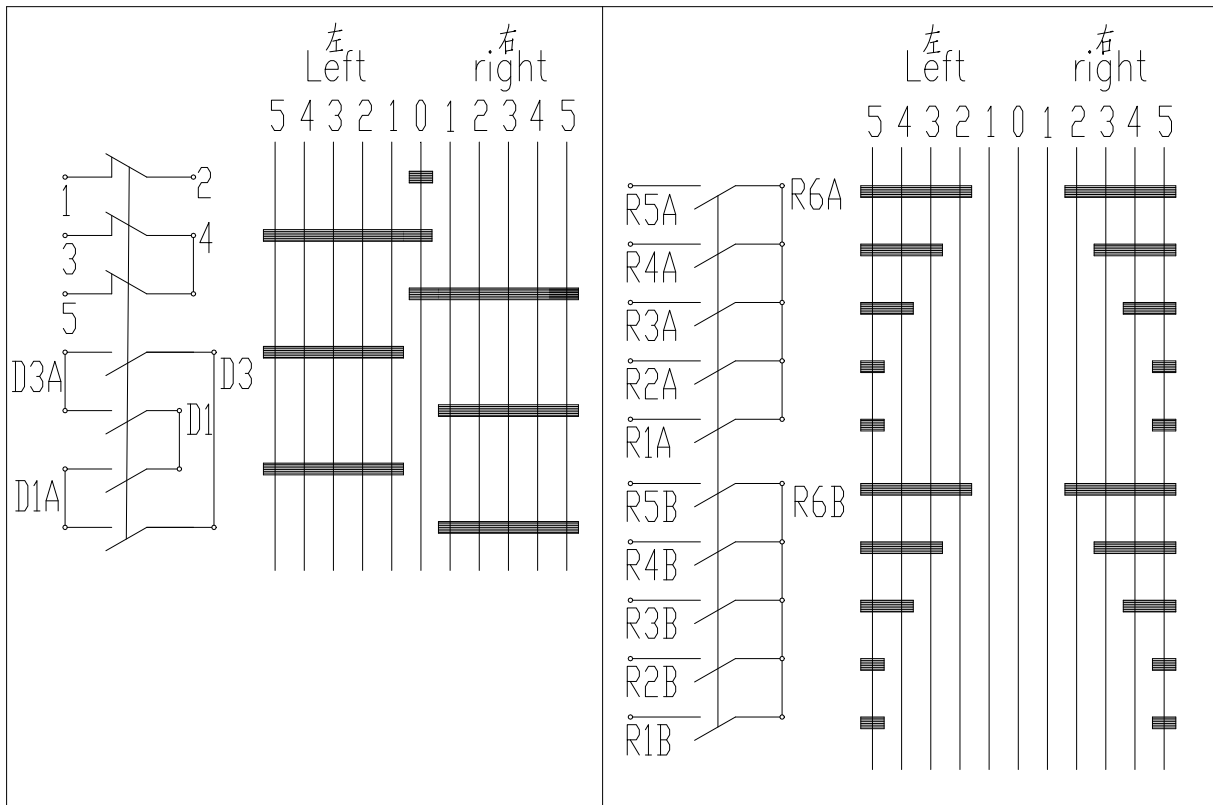 左 右
Left right
5 4 3 2 1 0 1 2 3 4 5
1 2
3 4
5
D3A D3
D1
D1A
左 右
Left right
5 4 3 2 1 0 1 2 3 4 5
R5A R6A
R4A
R3A
R2A
R1A
R5B R6B
R4B
R3B
R2B
R1B